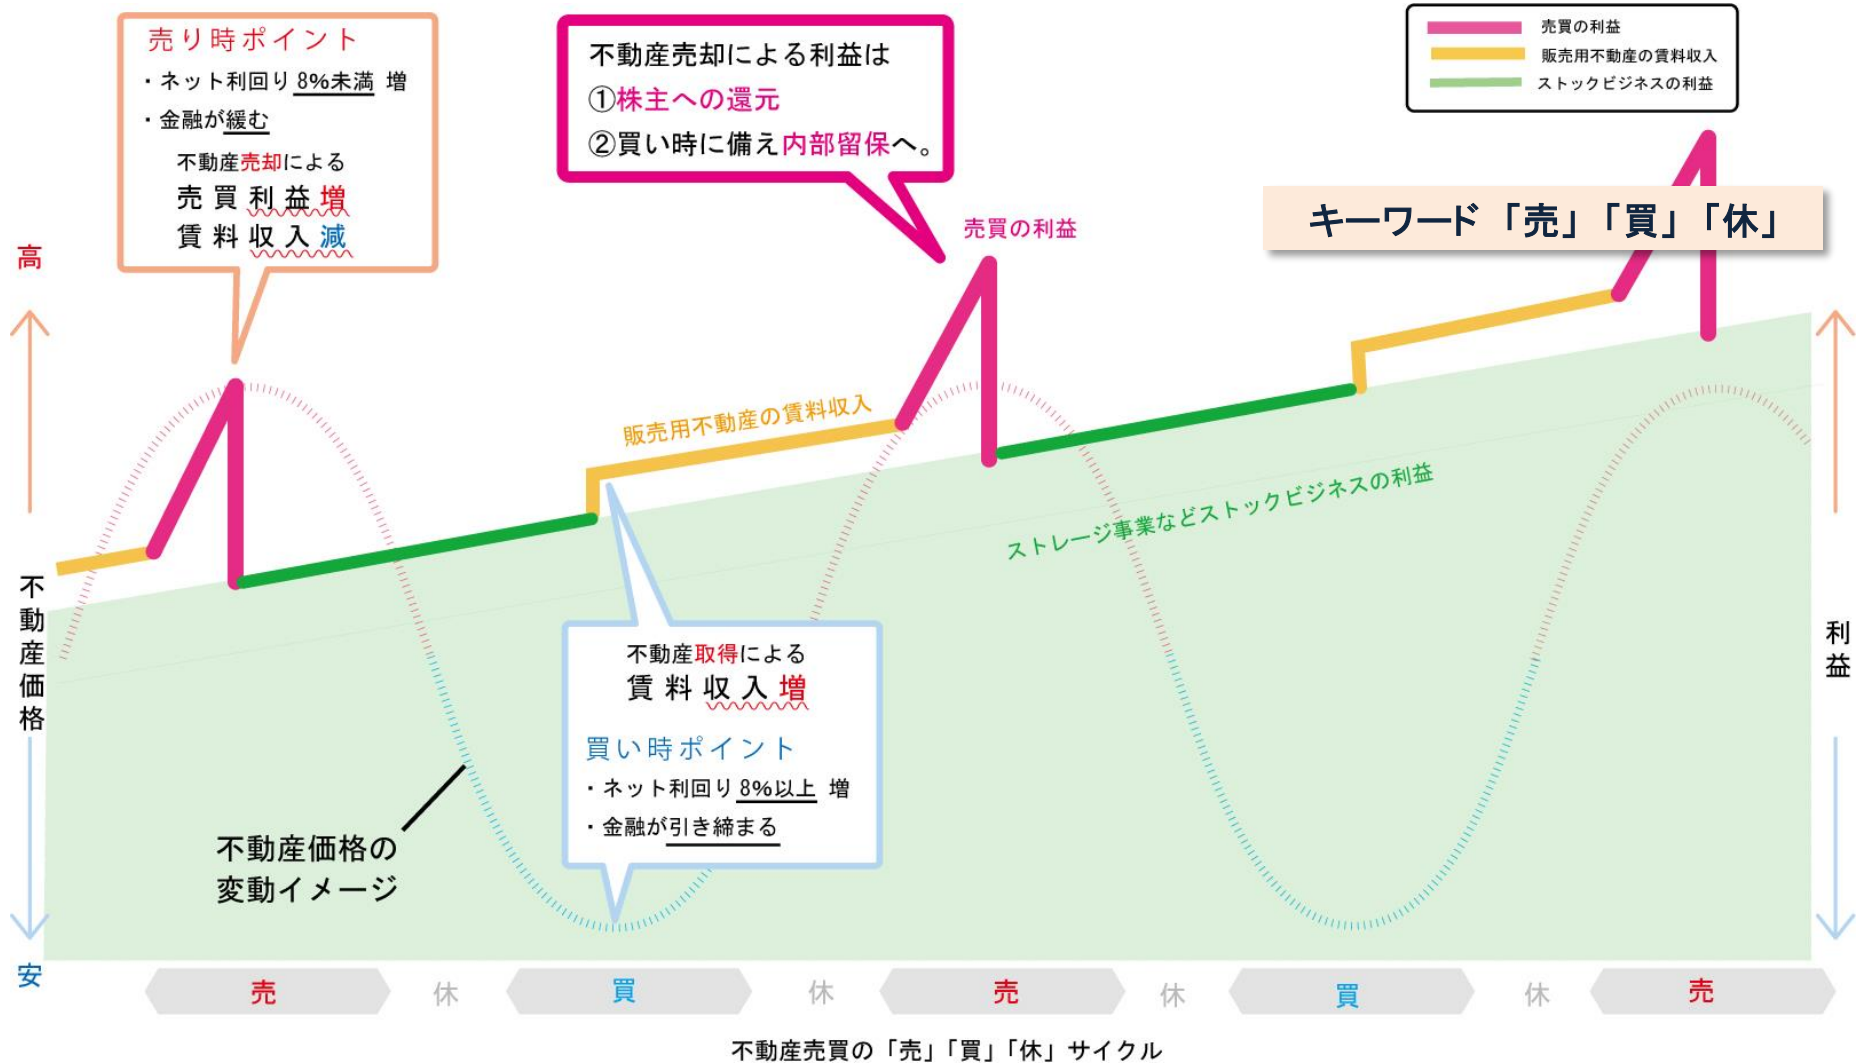 売り時ポイント
・ネット利回り 8%未満 増
・金融が緩む
不動産売却による
売買利益増
賃料収入減
不動産売却による利益は
①株主への還元
②買い時に備え内部留保へ。
売買の利益
販売用不動産の賃料収入
ストックビジネスの利益
キーワード「売」「買」「休」
売買の利益
高
不動産価格
安
利益
販売用不動産の賃料収入
ストレージ事業などストックビジネスの利益
不動産取得による
賃料収入増
買い時ポイント
・ネット利回り 8%以上 増
・金融が引き締まる
不動産価格の
変動イメージ
売 休 買 休 売 休 買 休 売
不動産売買の「売」「買」「休」サイクル